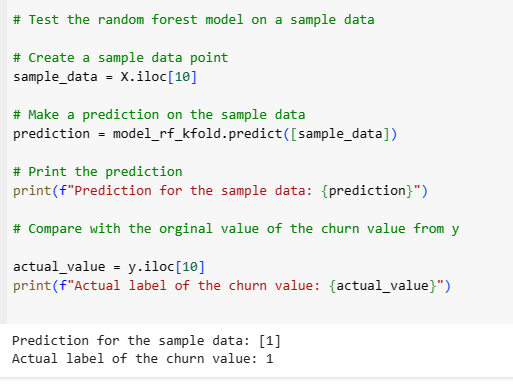 # Test the random forest model on a sample data
# Create a sample data point
sample_data = X.iloc[10]
# Make a prediction on the sample data
prediction = model_rf_kfold.predict([sample_data])
# Print the prediction
print(f"Prediction for the sample data: {prediction}")
# Compare with the orginal value of the churn value from y
actual_value = y.iloc[10]
print(f"Actual label of the churn value: {actual_value}")
Prediction for the sample data: [1]
Actual label of the churn value: 1